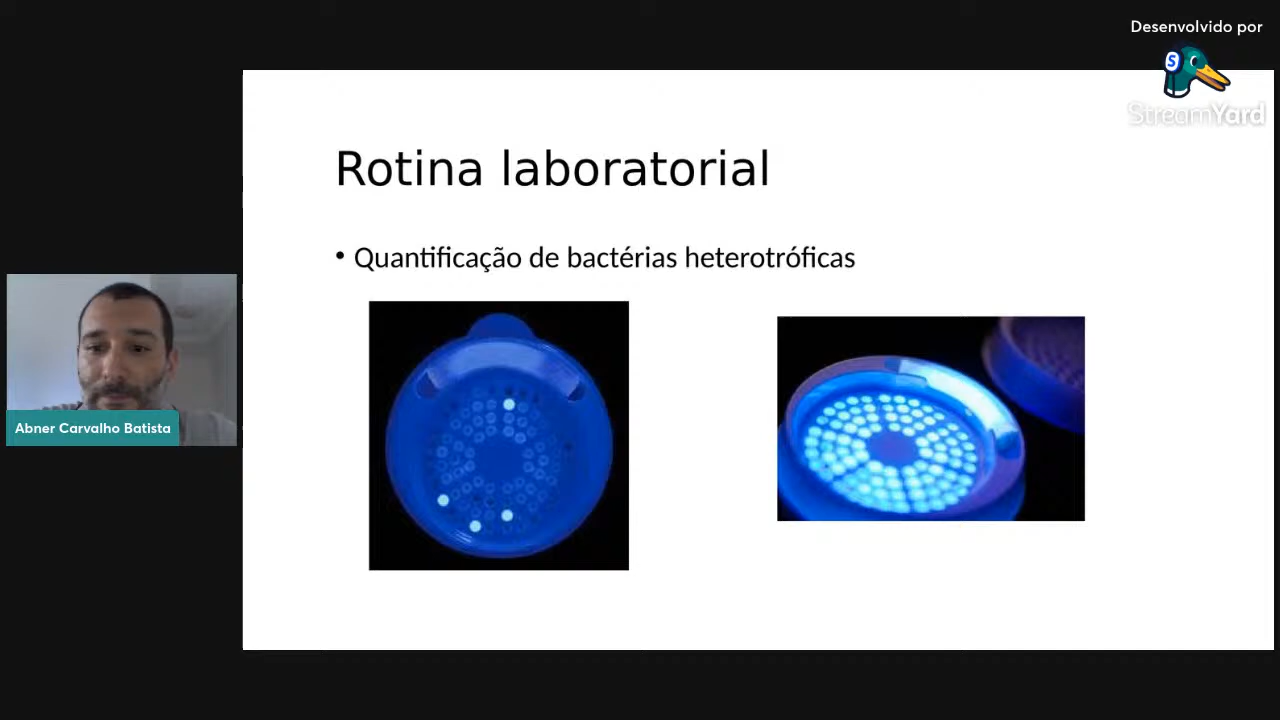 Desenvolvido por
S
StreamYard
Rotina laboratorial
• Quantificação de bactérias heterotróficas
Abner Carvalho Batista